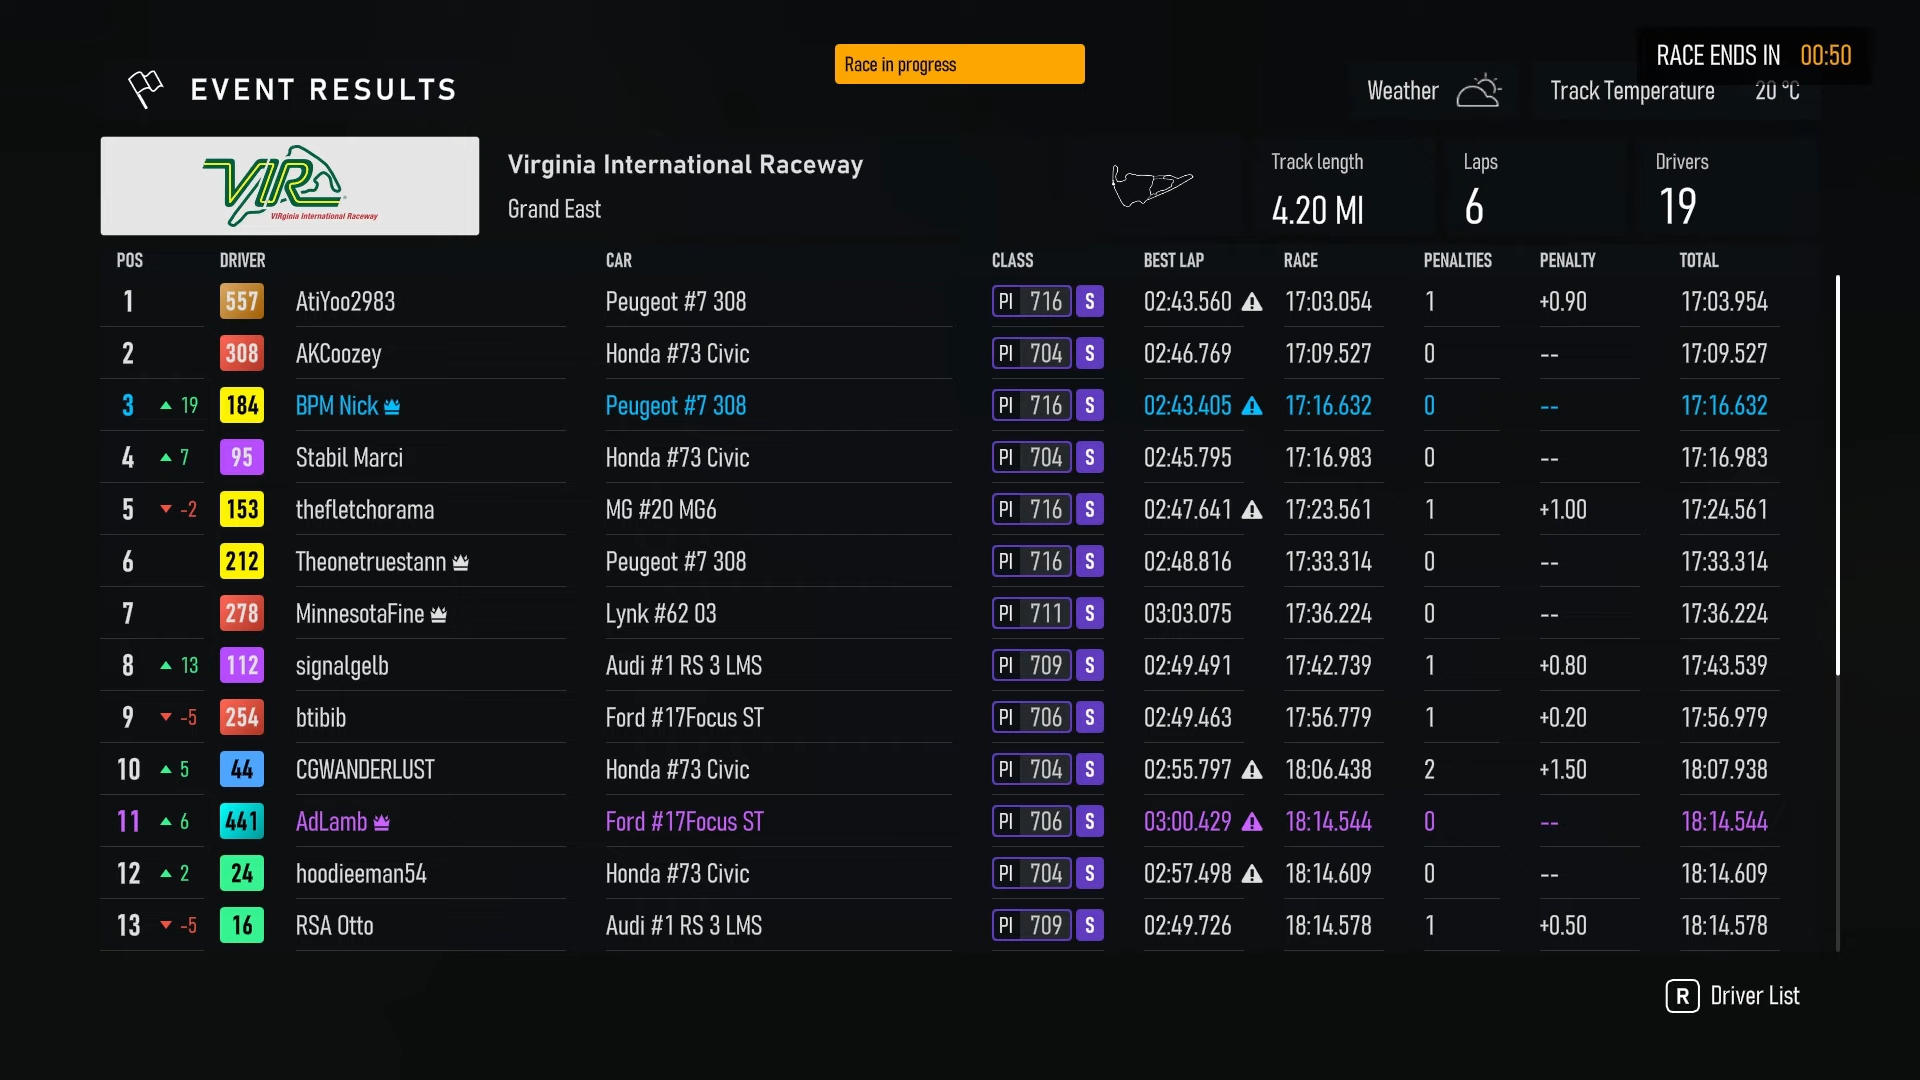 EVENT RESULTS
Race in progress
RACE ENDS IN 00:50
Weather
Track Temperature 20 °C
VIR
VIRginia International Raceway
Virginia International Raceway
Grand East
Track length
4.20 MI
Laps
6
Drivers
19
POS DRIVER CAR CLASS BEST LAP RACE PENALTIES PENALTY TOTAL
1 557 AtiYoo2983 Peugeot #7 308 PI 716 S 02:43.560 17:03.054 1 +0.90 17:03.954
2 308 AKCoozey Honda #73 Civic PI 704 S 02:46.769 17:09.527 0 -- 17:09.527
3 19 184 BPM Nick Peugeot #7 308 PI 716 S 02:43.405 17:16.632 0 -- 17:16.632
4 7 95 Stabil Marci Honda #73 Civic PI 704 S 02:45.795 17:16.983 0 -- 17:16.983
5 -2 153 thefletchorama MG #20 MG6 PI 716 S 02:47.641 17:23.561 1 +1.00 17:24.561
6 212 Theonetruestann Peugeot #7 308 PI 716 S 02:48.816 17:33.314 0 -- 17:33.314
7 278 MinnesotaFine Lynk #62 03 PI 711 S 03:03.075 17:36.224 0 -- 17:36.224
8 13 112 signalgelb Audi #1 RS 3 LMS PI 709 S 02:49.491 17:42.739 1 +0.80 17:43.539
9 -5 254 btibib Ford #17Focus ST PI 706 S 02:49.463 17:56.779 1 +0.20 17:56.979
10 5 44 CGWANDERLUST Honda #73 Civic PI 704 S 02:55.797 18:06.438 2 +1.50 18:07.938
11 6 441 AdLamb Ford #17Focus ST PI 706 S 03:00.429 18:14.544 0 -- 18:14.544
12 2 24 hoodieeman54 Honda #73 Civic PI 704 S 02:57.498 18:14.609 0 -- 18:14.609
13 -5 16 RSA Otto Audi #1 RS 3 LMS PI 709 S 02:49.726 18:14.578 1 +0.50 18:14.578
R Driver List